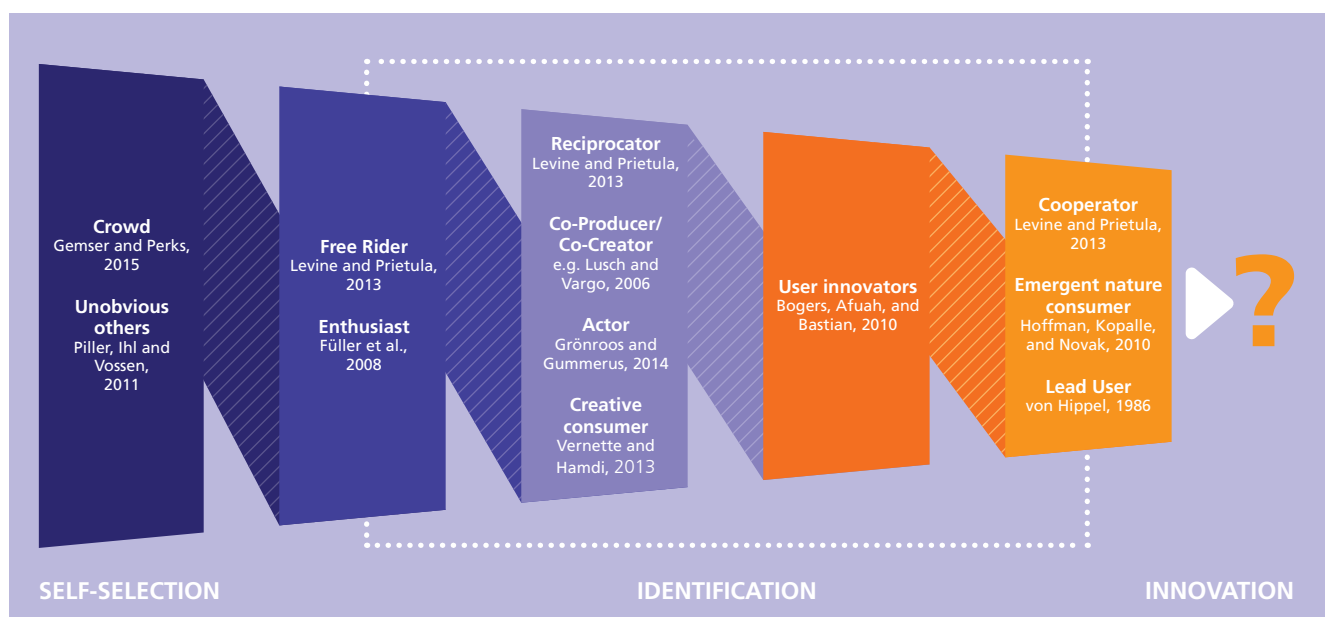 Crowd
Gemser and Perks,
2015
Unobvious
others
Piller, Ihl and
Vossen,
2011
Free Rider
Levine and Prietula,
2013
Enthusiast
Füller et al.,
2008
Reciprocator
Levine and Prietula,
2013
Co-Producer/
Co-Creator
e.g. Lusch and
Vargo, 2006
Actor
Grönroos and
Gummerus, 2014
Creative
consumer
Vernette and
Hamdi, 2013
User innovators
Bogers, Afuah, and
Bastian, 2010
Cooperator
Levine and Prietula,
2013
Emergent nature
consumer
Hoffman, Kopalle,
and Novak, 2010
Lead User
von Hippel, 1986
?
SELF-SELECTION
IDENTIFICATION
INNOVATION